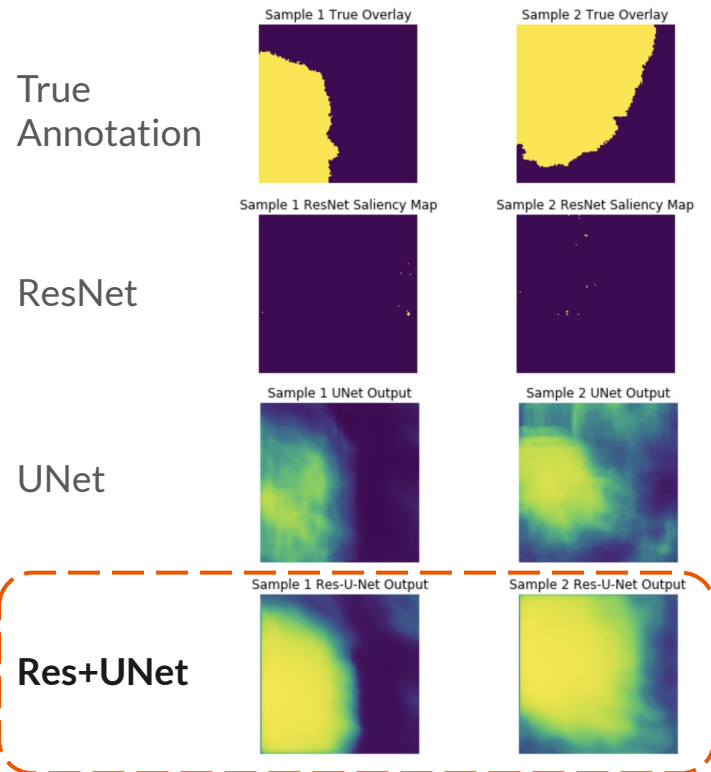 Sample 1 True Overlay
Sample 2 True Overlay
True
Annotation
Sample 1 ResNet Saliency Map
Sample 2 ResNet Saliency Map
ResNet
Sample 1 UNet Output
Sample 2 UNet Output
UNet
Sample 1 Res-U-Net Output
Sample 2 Res-U-Net Output
Res+UNet